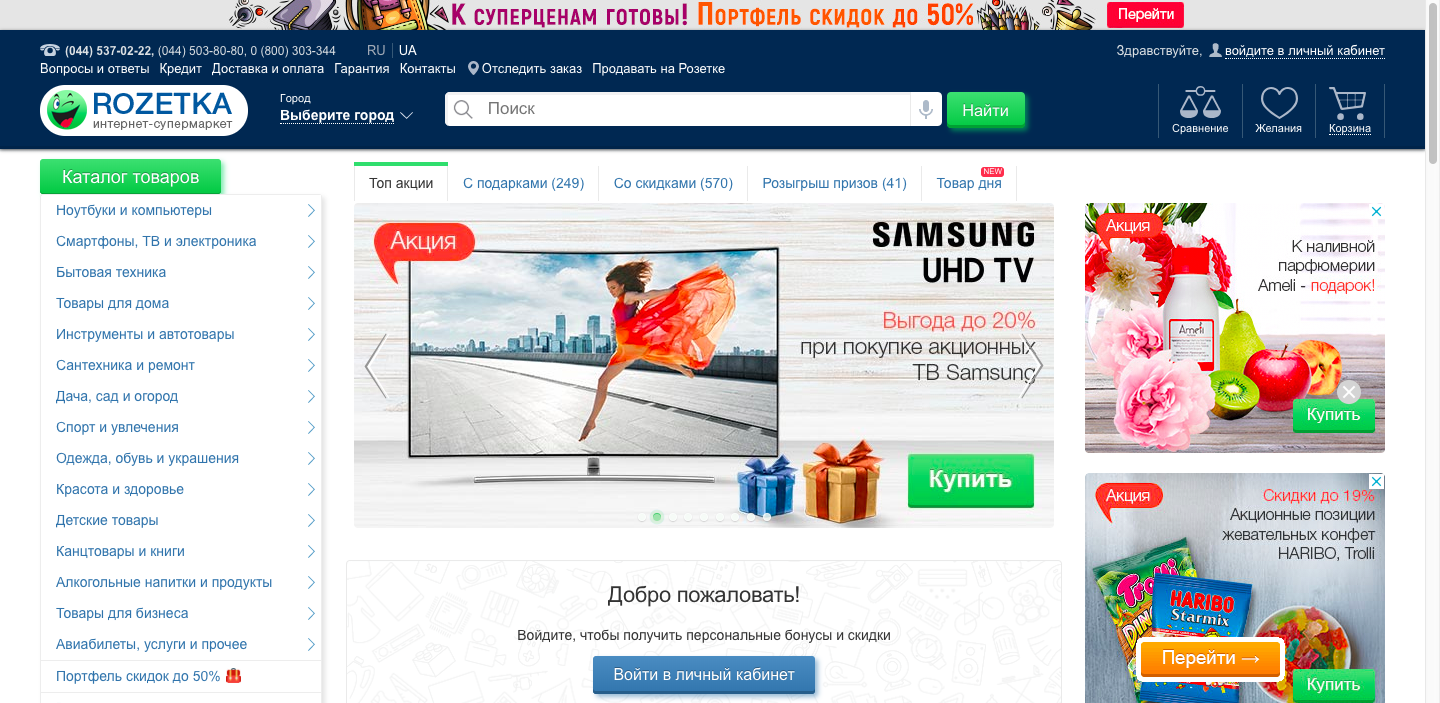 К суперценам готовы! Портфель скидок до 50%
Перейти
(044) 537-02-22, (044) 503-80-80, 0 (800) 303-344
RU
UA
Здравствуйте, войдите в личный кабинет
Вопросы и ответы
Кредит
Доставка и оплата
Гарантия
Контакты
Отследить заказ
Продавать на Розетке
ROZETKA
интернет-супермаркет
Город
Выберите город
Поиск
Найти
Сравнение
Желания
Корзина
Каталог товаров
Ноутбуки и компьютеры
Смартфоны, ТВ и электроника
Бытовая техника
Товары для дома
Инструменты и автотовары
Сантехника и ремонт
Дача, сад и огород
Спорт и увлечения
Одежда, обувь и украшения
Красота и здоровье
Детские товары
Канцтовары и книги
Алкогольные напитки и продукты
Товары для бизнеса
Авиабилеты, услуги и прочее
Портфель скидок до 50%
Топ акции
С подарками (249)
Со скидками (570)
Розыгрыш призов (41)
Товар дня
NEW
Акция
SAMSUNG
UHD TV
Выгода до 20%
при покупке акционных
ТВ Samsung
Купить
Добро пожаловать!
Войдите, чтобы получить персональные бонусы и скидки
Войти в личный кабинет
Акция
К наливной
парфюмерии
Ameli - подарок!
Ameli
Купить
Акция
Скидки до 19%
Акционные позиции
жевательных конфет
HARIBO, Trolli
Trolli
HARIBO
Starmix
Перейти →
Купить